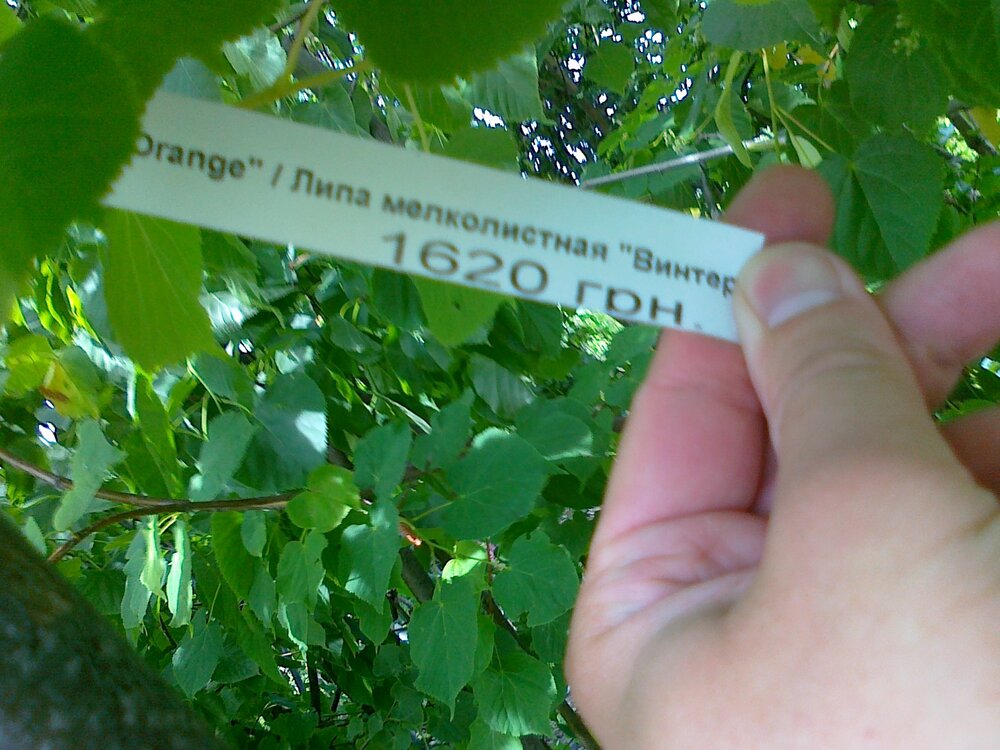 Orange" / Липа мелколистная "Винтер
1620 грн.